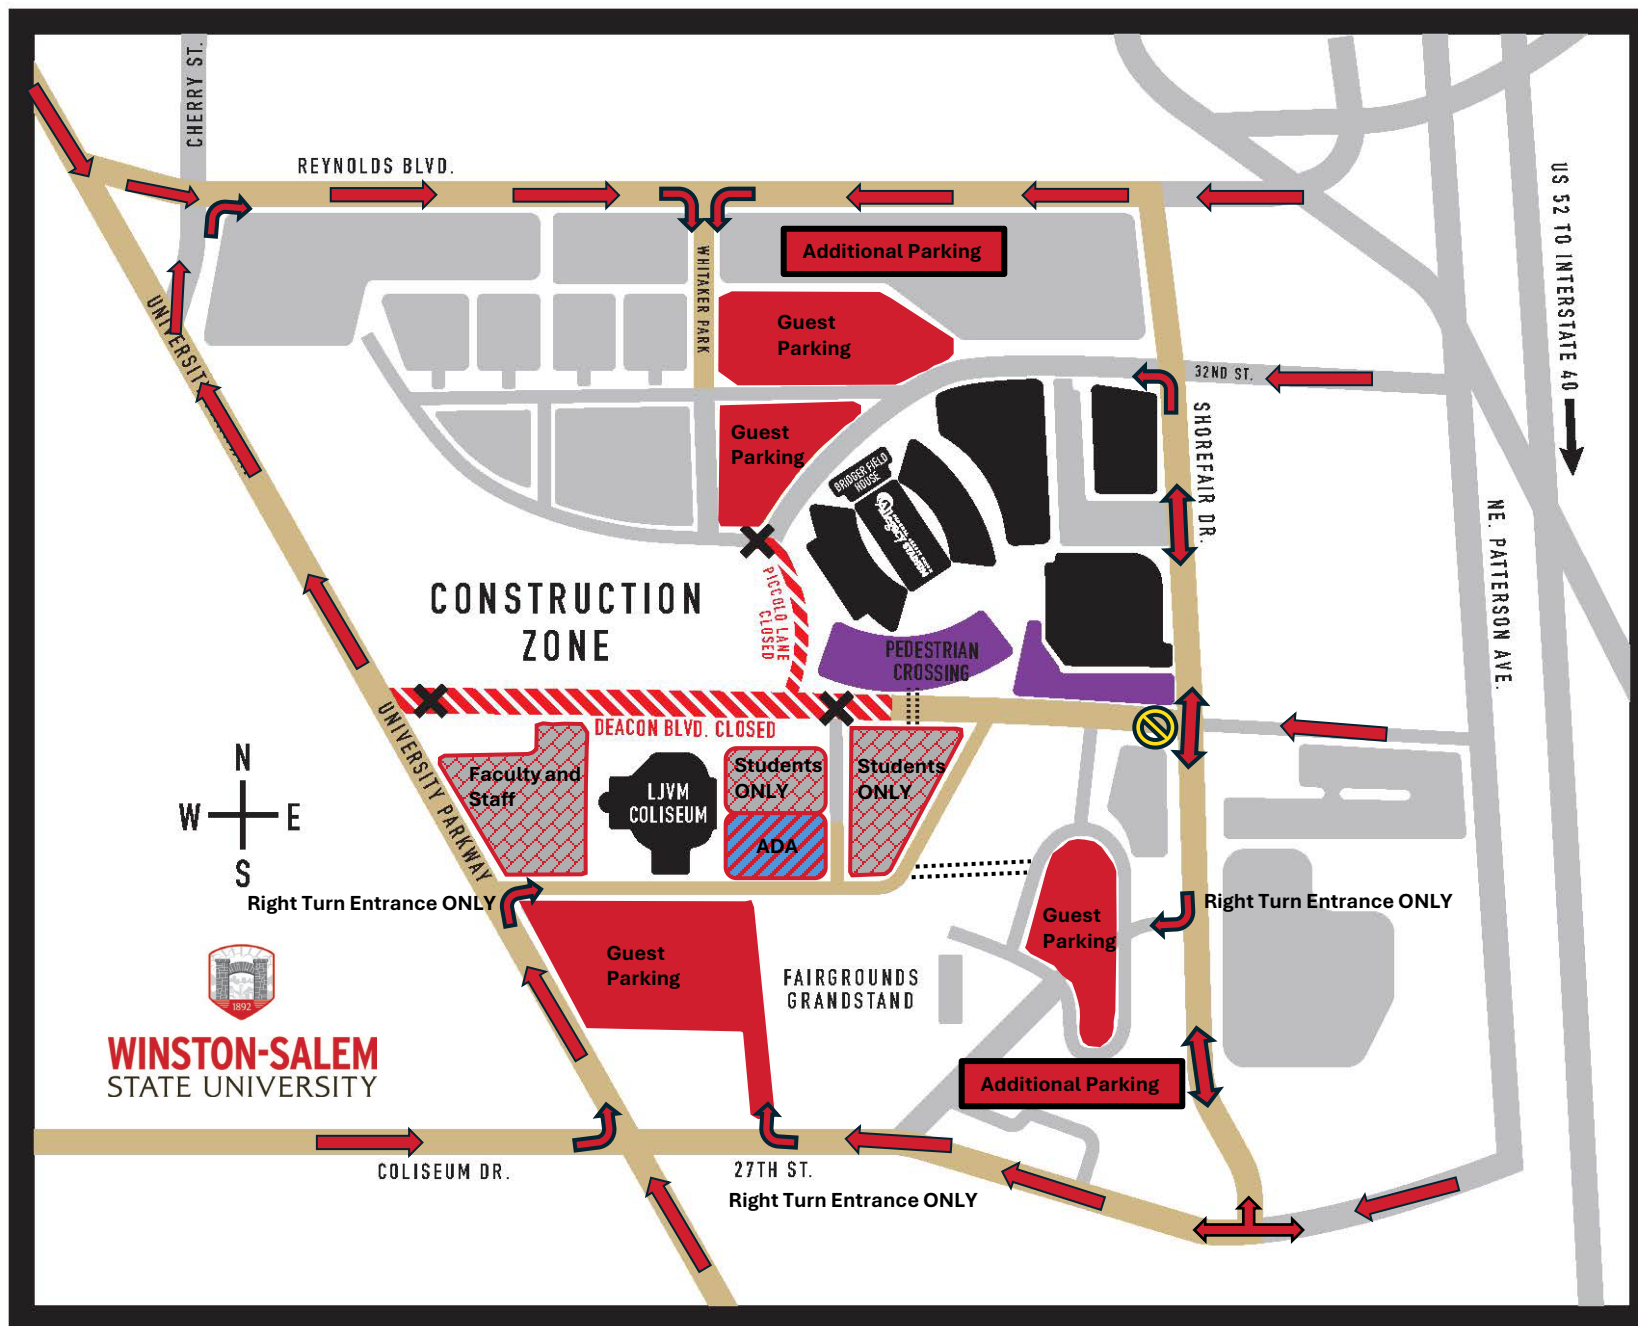 CHERRY ST.
REYNOLDS BLVD.
US 52 TO INTERSTATE 40
WHITAKER PARK
Additional Parking
UNIVERSIT
Guest
Parking
32ND ST.
SHOREFAIR DR.
Guest
Parking
BRIDGER FIELD
HOUSE
Allegacy STADIUM
NE. PATTERSON AVE.
CONSTRUCTION
ZONE
PICCOLO LANE
CLOSED
PEDESTRIAN
CROSSING
DEACON BLVD. CLOSED
UNIVERSITY PARKWAY
N
W E
S
Faculty and
Staff
LJVM
COLISEUM
Students
ONLY
Students
ONLY
ADA
Right Turn Entrance ONLY
Right Turn Entrance ONLY
Guest
Parking
Guest
Parking
FAIRGROUNDS
GRANDSTAND
1892
WINSTON-SALEM
STATE UNIVERSITY
Additional Parking
COLISEUM DR.
27TH ST.
Right Turn Entrance ONLY